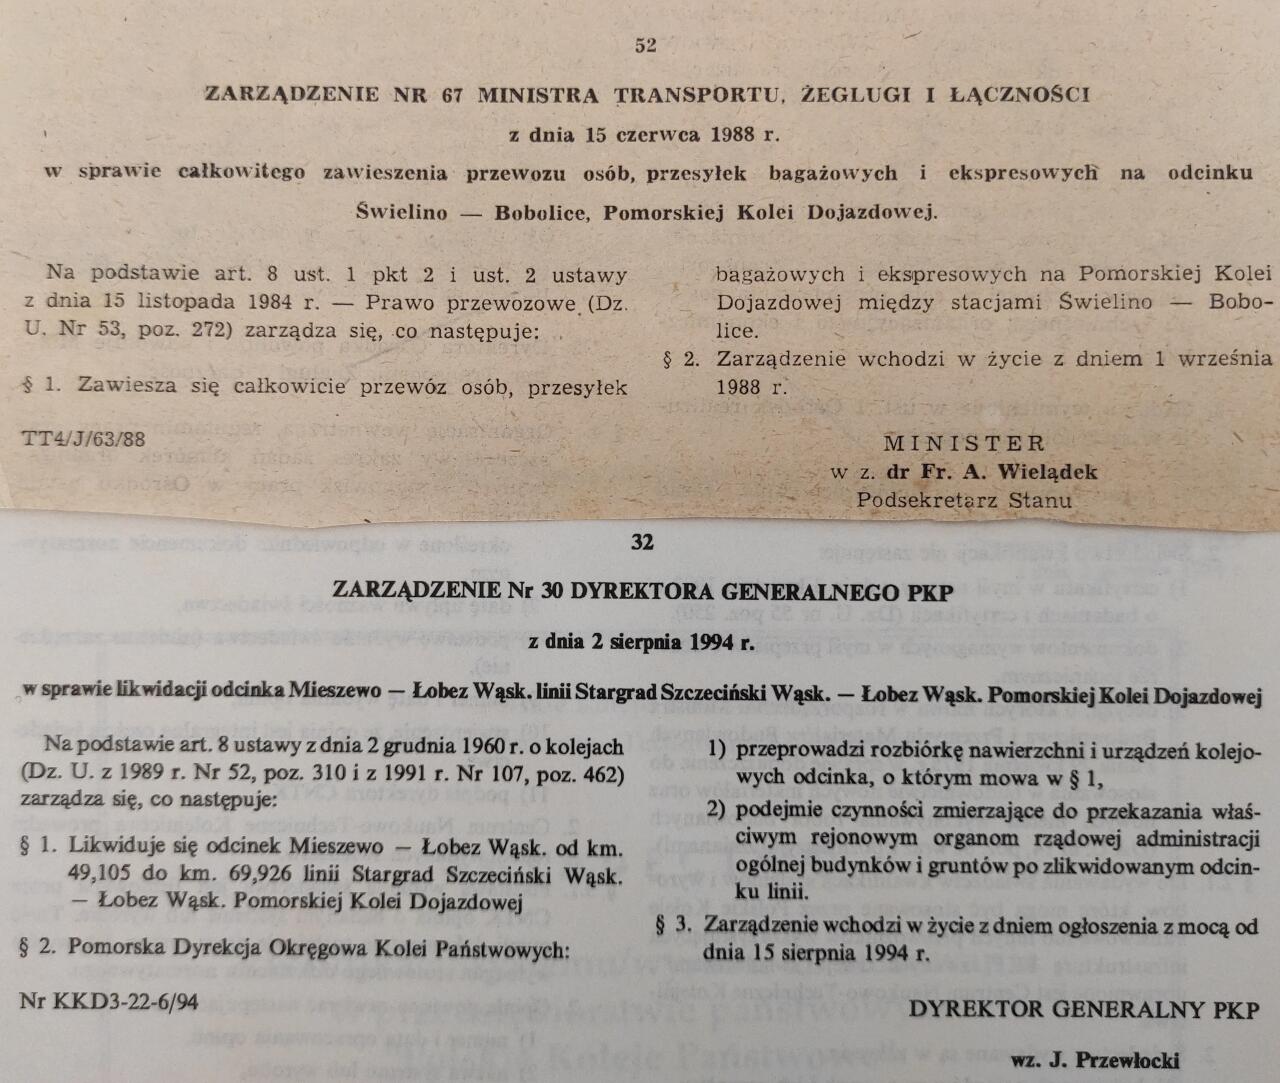 52
ZARZĄDZENIE NR 67 MINISTRA TRANSPORTU, ŻEGLUGI I ŁĄCZNOŚCI
z dnia 15 czerwca 1988 r.
w sprawie całkowitego zawieszenia przewozu osób, przesyłek bagażowych i ekspresowych na odcinku
Świelino — Bobolice, Pomorskiej Kolei Dojazdowej.
Na podstawie art. 8 ust. 1 pkt 2 i ust. 2 ustawy
z dnia 15 listopada 1984 r. — Prawo przewozowe (Dz.
U. Nr 53, poz. 272) zarządza się, co następuje:
§ 1. Zawiesza się całkowicie przewóz osób, przesyłek
bagażowych i ekspresowych na Pomorskiej Kolei
Dojazdowej między stacjami Świelino — Bobo-
lice.
§ 2. Zarządzenie wchodzi w życie z dniem 1 września
1988 r.
TT4/J/63/88
MINISTER
w z. dr Fr. A. Wielądek
Podsekretarz Stanu
32
ZARZĄDZENIE Nr 30 DYREKTORA GENERALNEGO PKP
z dnia 2 sierpnia 1994 r.
w sprawie likwidacji odcinka Mieszewo — Łobez Wąsk. linii Stargrad Szczeciński Wąsk. — Łobez Wąsk. Pomorskiej Kolei Dojazdowej
Na podstawie art. 8 ustawy z dnia 2 grudnia 1960 r. o kolejach
(Dz. U. z 1989 r. Nr 52, poz. 310 i z 1991 r. Nr 107, poz. 462)
zarządza się, co następuje:
§ 1. Likwiduje się odcinek Mieszewo — Łobez Wąsk. od km.
49,105 do km. 69,926 linii Stargrad Szczeciński Wąsk.
— Łobez Wąsk. Pomorskiej Kolei Dojazdowej
§ 2. Pomorska Dyrekcja Okręgowa Kolei Państwowych:
1) przeprowadzi rozbiórkę nawierzchni i urządzeń kolejo-
wych odcinka, o którym mowa w § 1,
2) podejmie czynności zmierzające do przekazania właś-
ciwym rejonowym organom rządowej administracji
ogólnej budynków i gruntów po zlikwidowanym odcin-
ku linii.
§ 3. Zarządzenie wchodzi w życie z dniem ogłoszenia z mocą od
dnia 15 sierpnia 1994 r.
Nr KKD3-22-6/94
DYREKTOR GENERALNY PKP
wz. J. Przewłocki